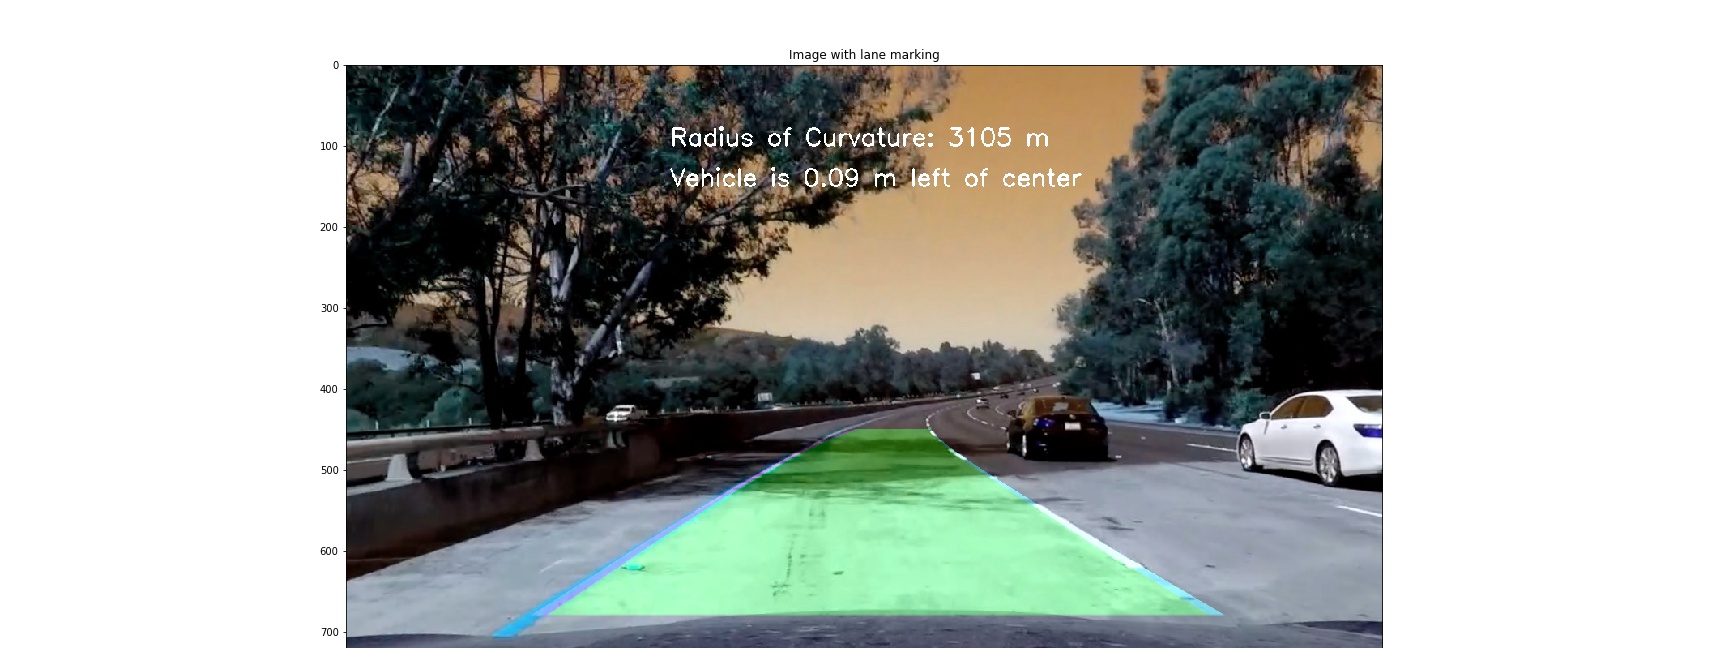 Image with lane marking
0
Radius of Curvature: 3105 m
100
Vehicle is 0.09 m left of center
200
300
400
500
600
700